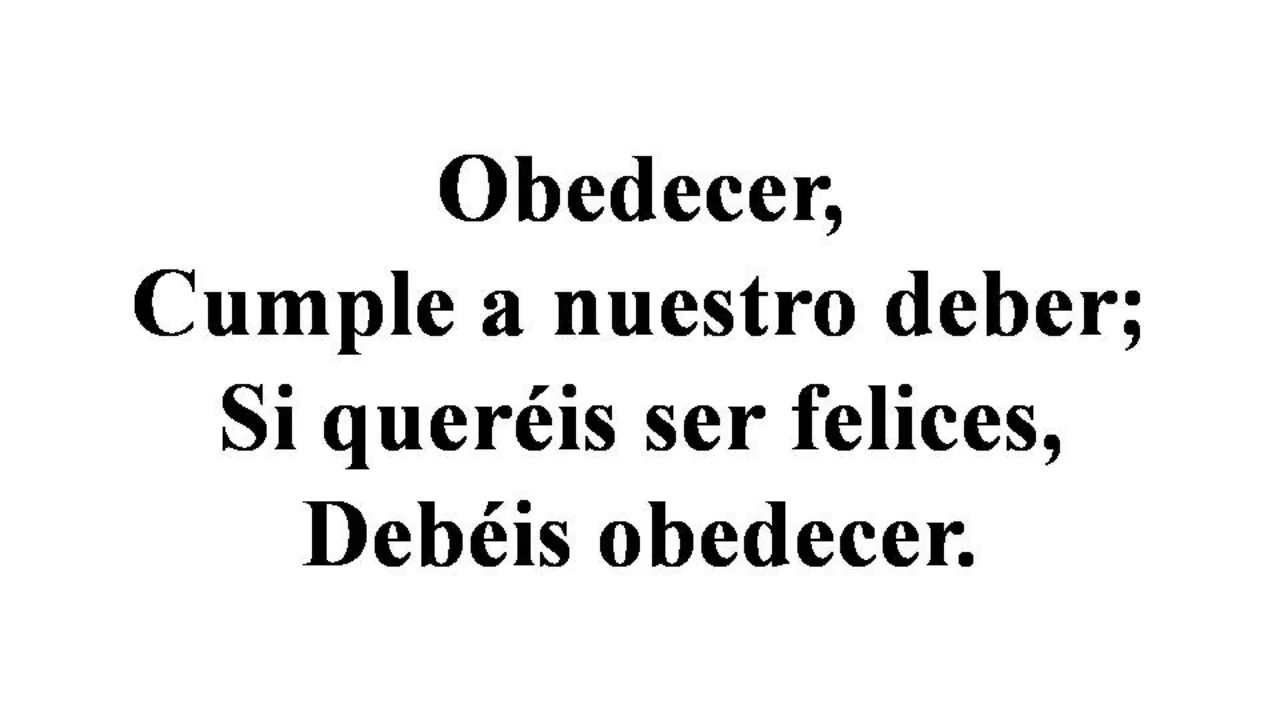 Obedecer,
Cumple a nuestro deber;
Si queréis ser felices,
Debéis obedecer.